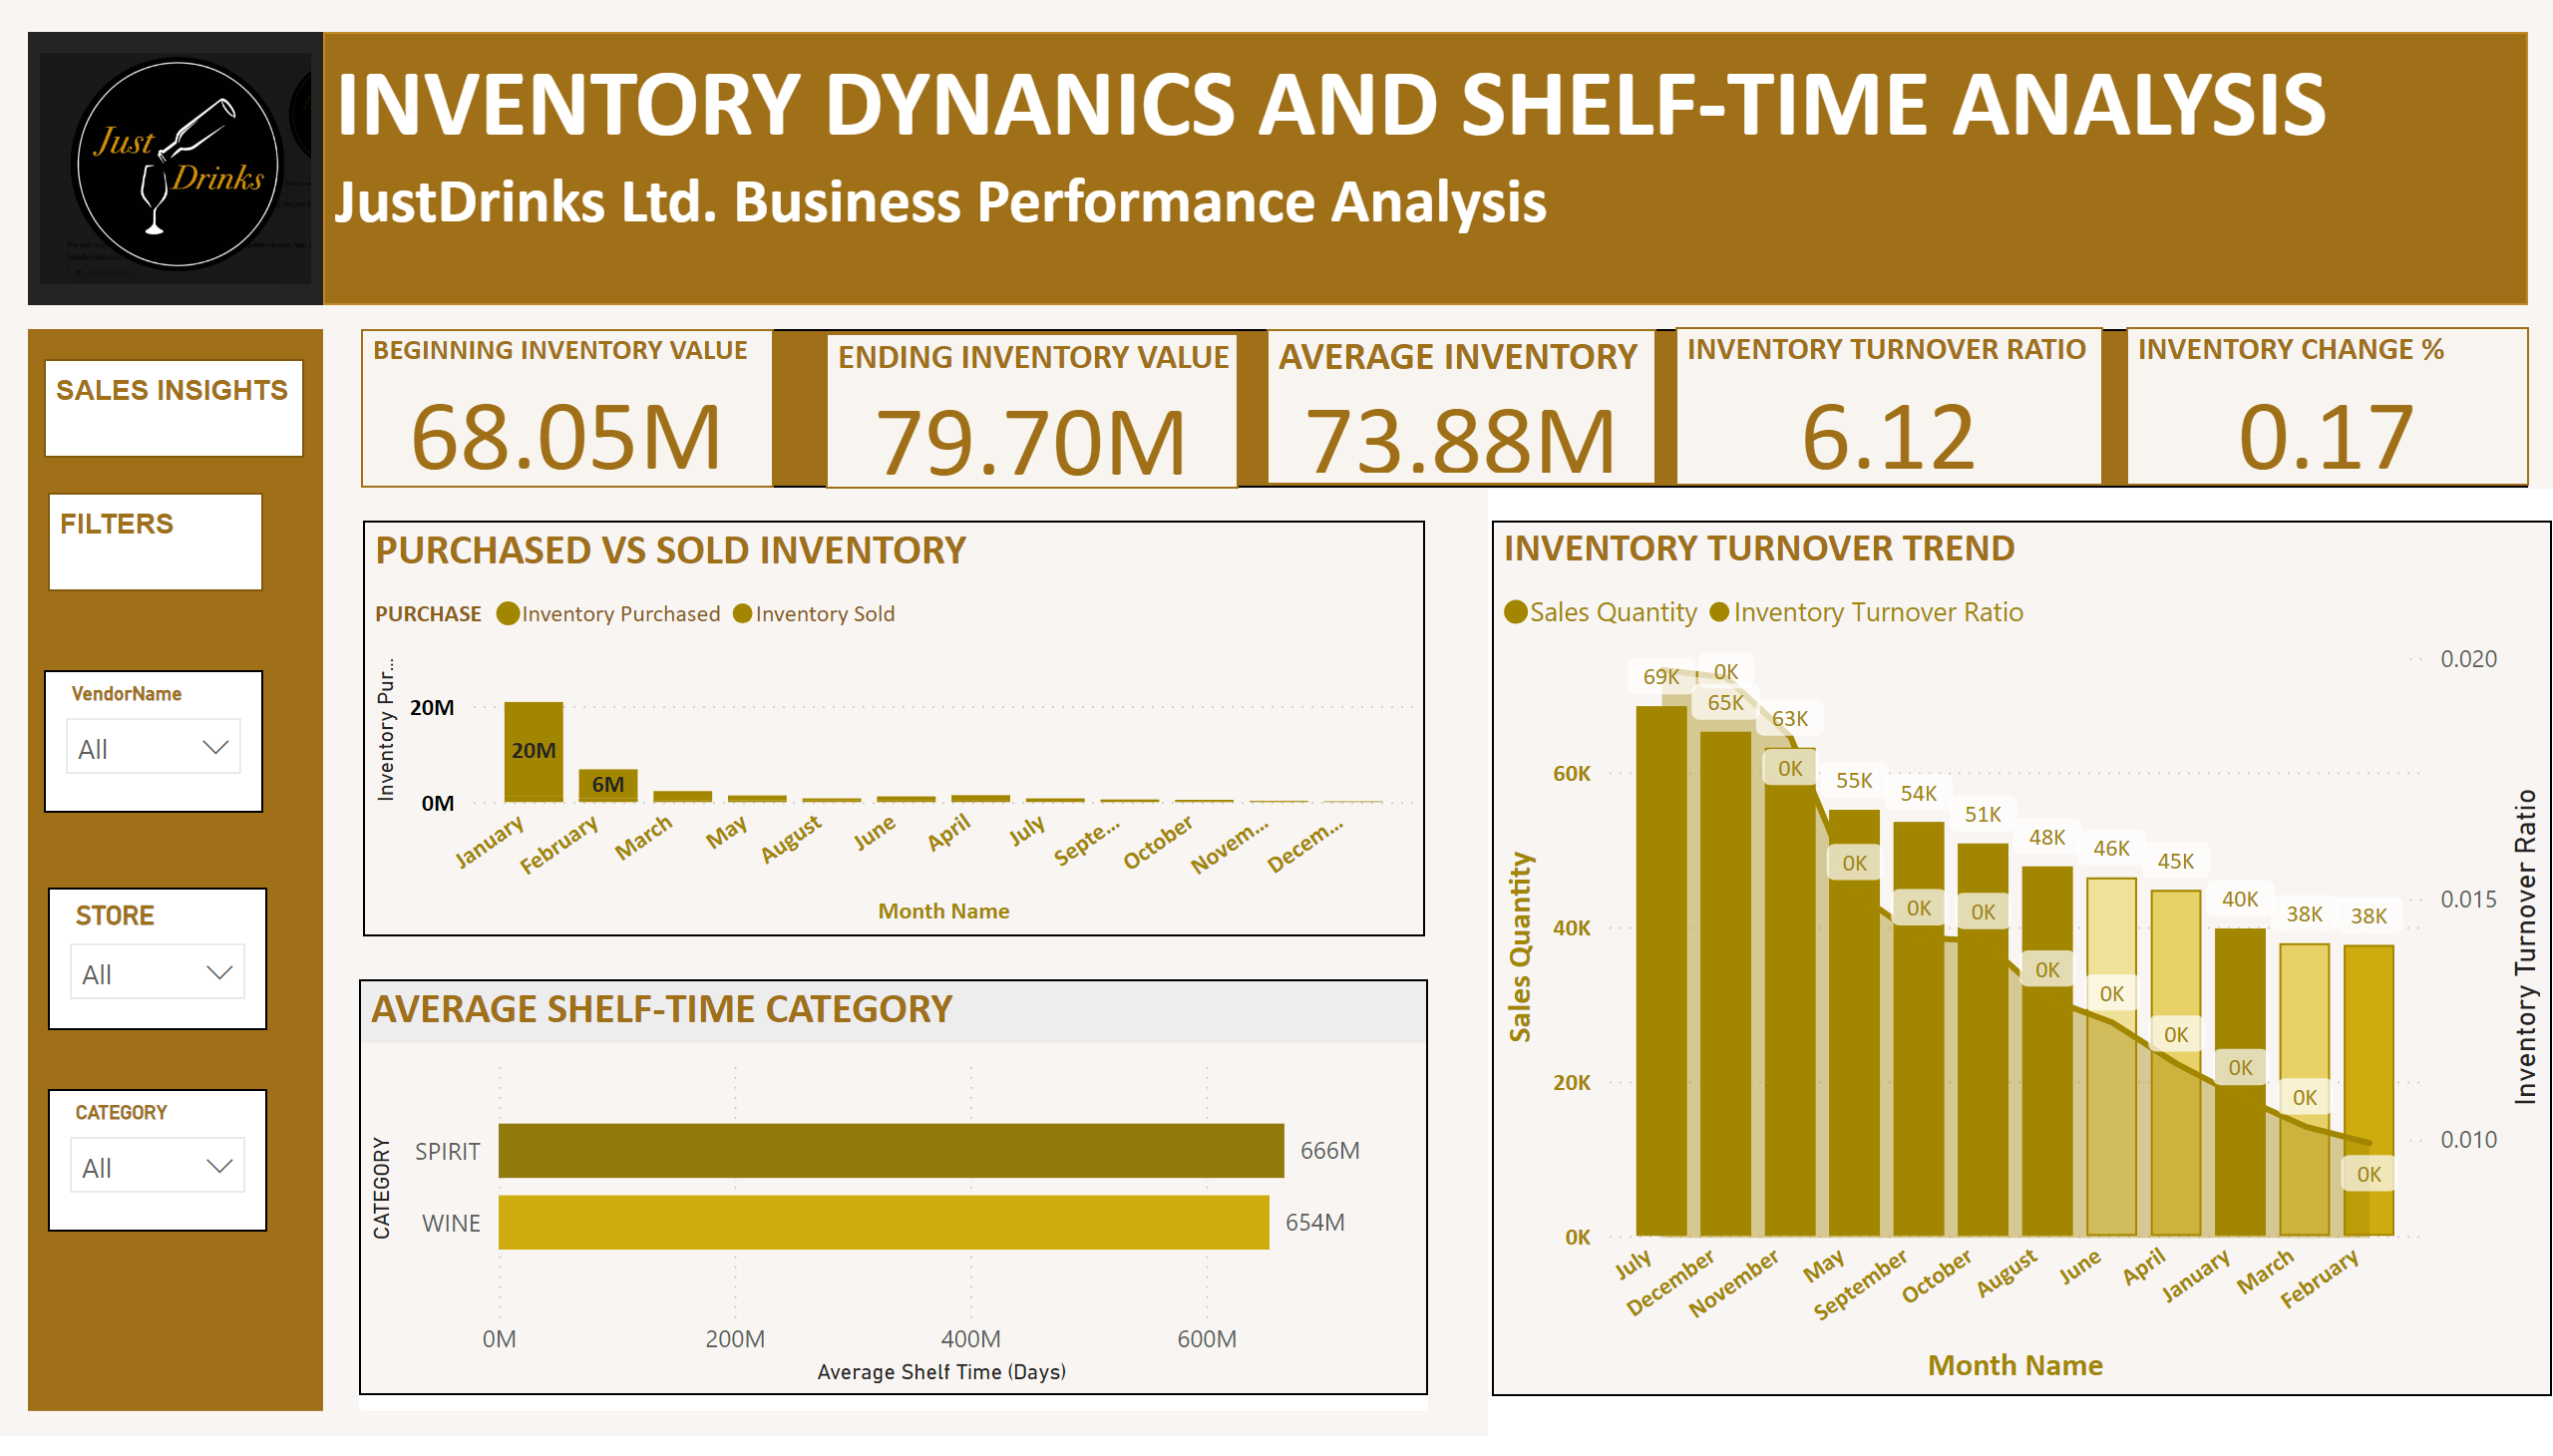 Just
Drinks
INVENTORY DYNANICS AND SHELF-TIME ANALYSIS
JustDrinks Ltd. Business Performance Analysis
SALES INSIGHTS
FILTERS
VendorName
All
STORE
All
CATEGORY
All
BEGINNING INVENTORY VALUE
68.05M
ENDING INVENTORY VALUE
79.70M
AVERAGE INVENTORY
73.88M
INVENTORY TURNOVER RATIO
6.12
INVENTORY CHANGE %
0.17
PURCHASED VS SOLD INVENTORY
PURCHASE Inventory Purchased Inventory Sold
Inventory Pur...
20M
0M
20M
6M
January
February
March
May
August
June
April
July
Septe...
October
Novem...
Decem...
Month Name
AVERAGE SHELF-TIME CATEGORY
CATEGORY
SPIRIT
666M
WINE
654M
0M 200M 400M 600M
Average Shelf Time (Days)
INVENTORY TURNOVER TREND
Sales Quantity Inventory Turnover Ratio
Sales Quantity
60K
40K
20K
0K
69K
65K
63K
55K
54K
51K
48K
46K
45K
40K
38K
38K
0K
0K
0K
0K
0K
0K
0K
0K
0K
0K
0K
0.020
0.015
0.010
Inventory Turnover Ratio
July
December
November
May
September
October
August
June
April
January
March
February
Month Name